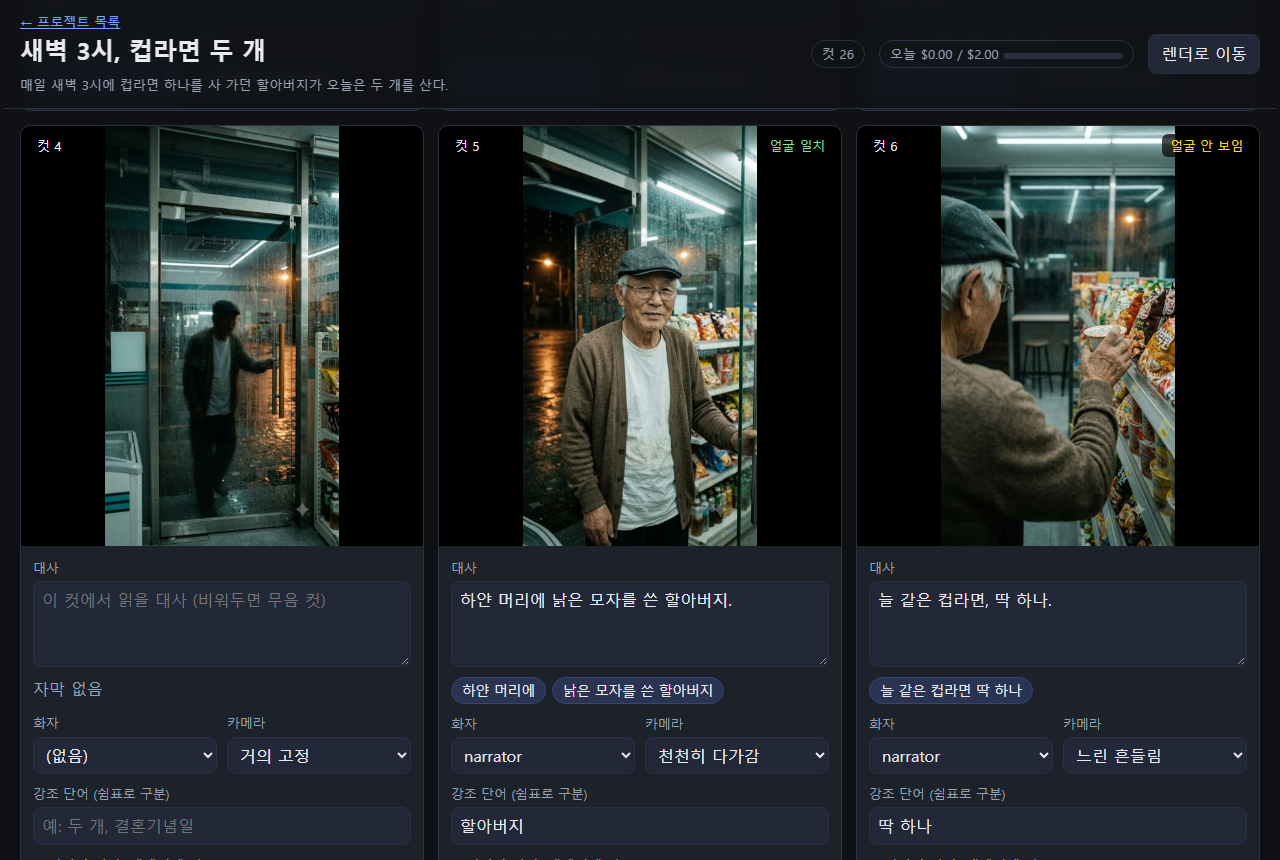 ← 프로젝트 목록
새벽 3시, 컵라면 두 개
매일 새벽 3시에 컵라면 하나를 사 가던 할아버지가 오늘은 두 개를 산다.
컷 26
오늘 $0.00 / $2.00
렌더로 이동
컷 4
컷 5
얼굴 일치
컷 6
얼굴 안 보임
대사
이 컷에서 읽을 대사 (비워두면 무음 컷)
자막 없음
화자
카메라
(없음)
거의 고정
강조 단어 (쉼표로 구분)
예: 두 개, 결혼기념일
대사
하얀 머리에 낡은 모자를 쓴 할아버지.
하얀 머리에
낡은 모자를 쓴 할아버지
화자
카메라
narrator
천천히 다가감
강조 단어 (쉼표로 구분)
할아버지
대사
늘 같은 컵라면, 딱 하나.
늘 같은 컵라면 딱 하나
화자
카메라
narrator
느린 흔들림
강조 단어 (쉼표로 구분)
딱 하나